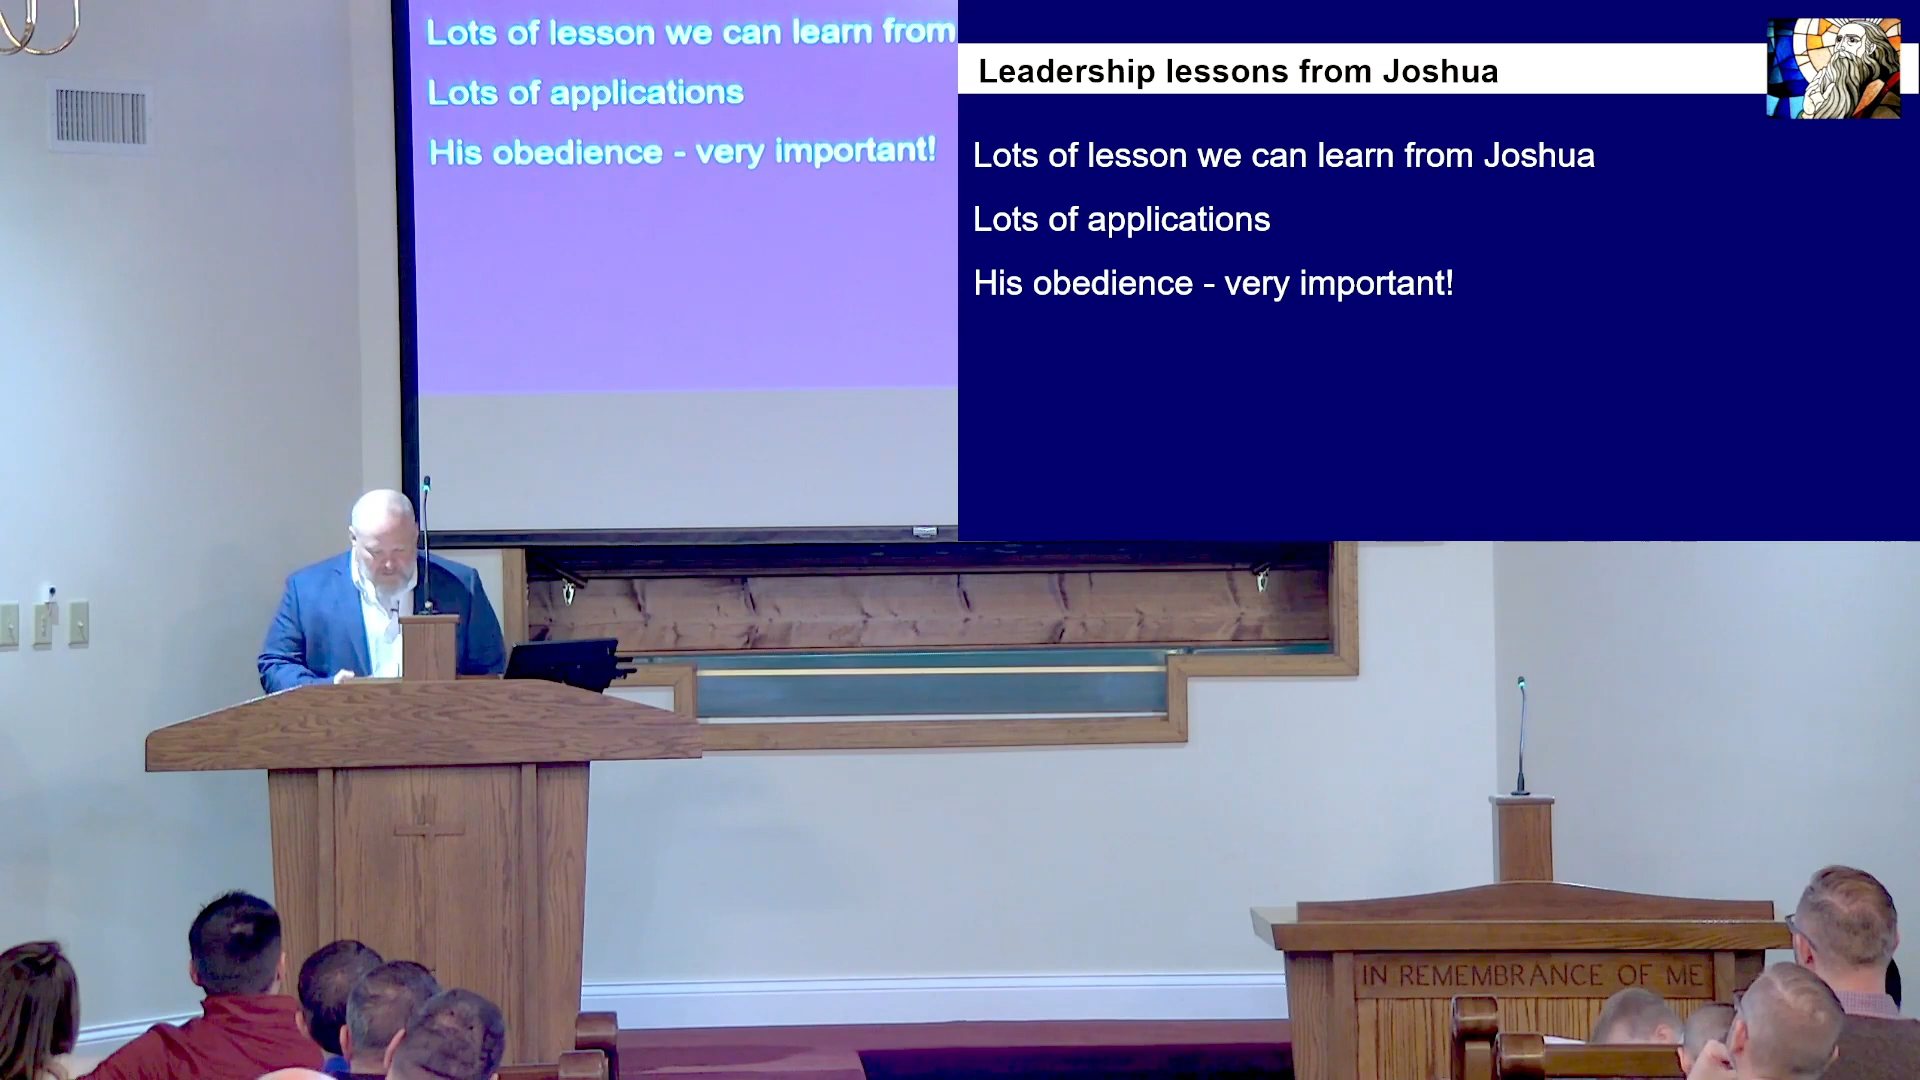 Lots of lesson we can learn from
Lots of applications
His obedience - very important!
Leadership lessons from Joshua
Lots of lesson we can learn from Joshua
Lots of applications
His obedience - very important!
IN REMEMBRANCE OF ME